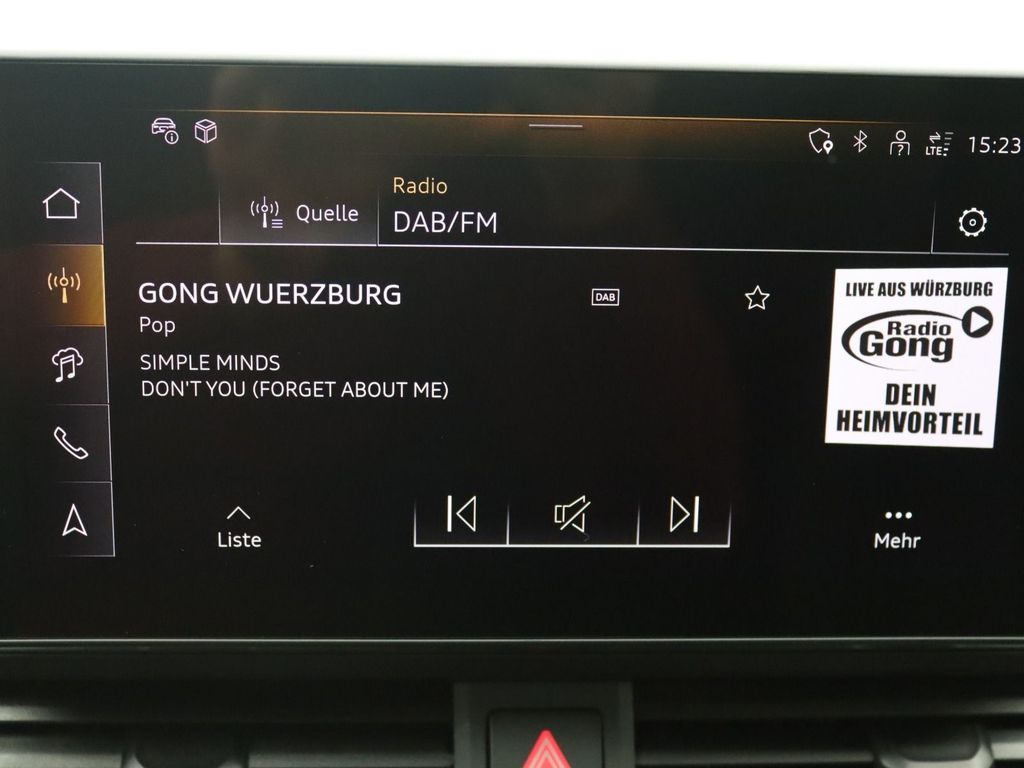 LTE
15:23
Radio
Quelle
DAB/FM
GONG WUERZBURG
DAB
Pop
SIMPLE MINDS
DON'T YOU (FORGET ABOUT ME)
LIVE AUS WÜRZBURG
Radio
Gong
DEIN
HEIMVORTEIL
Liste
Mehr